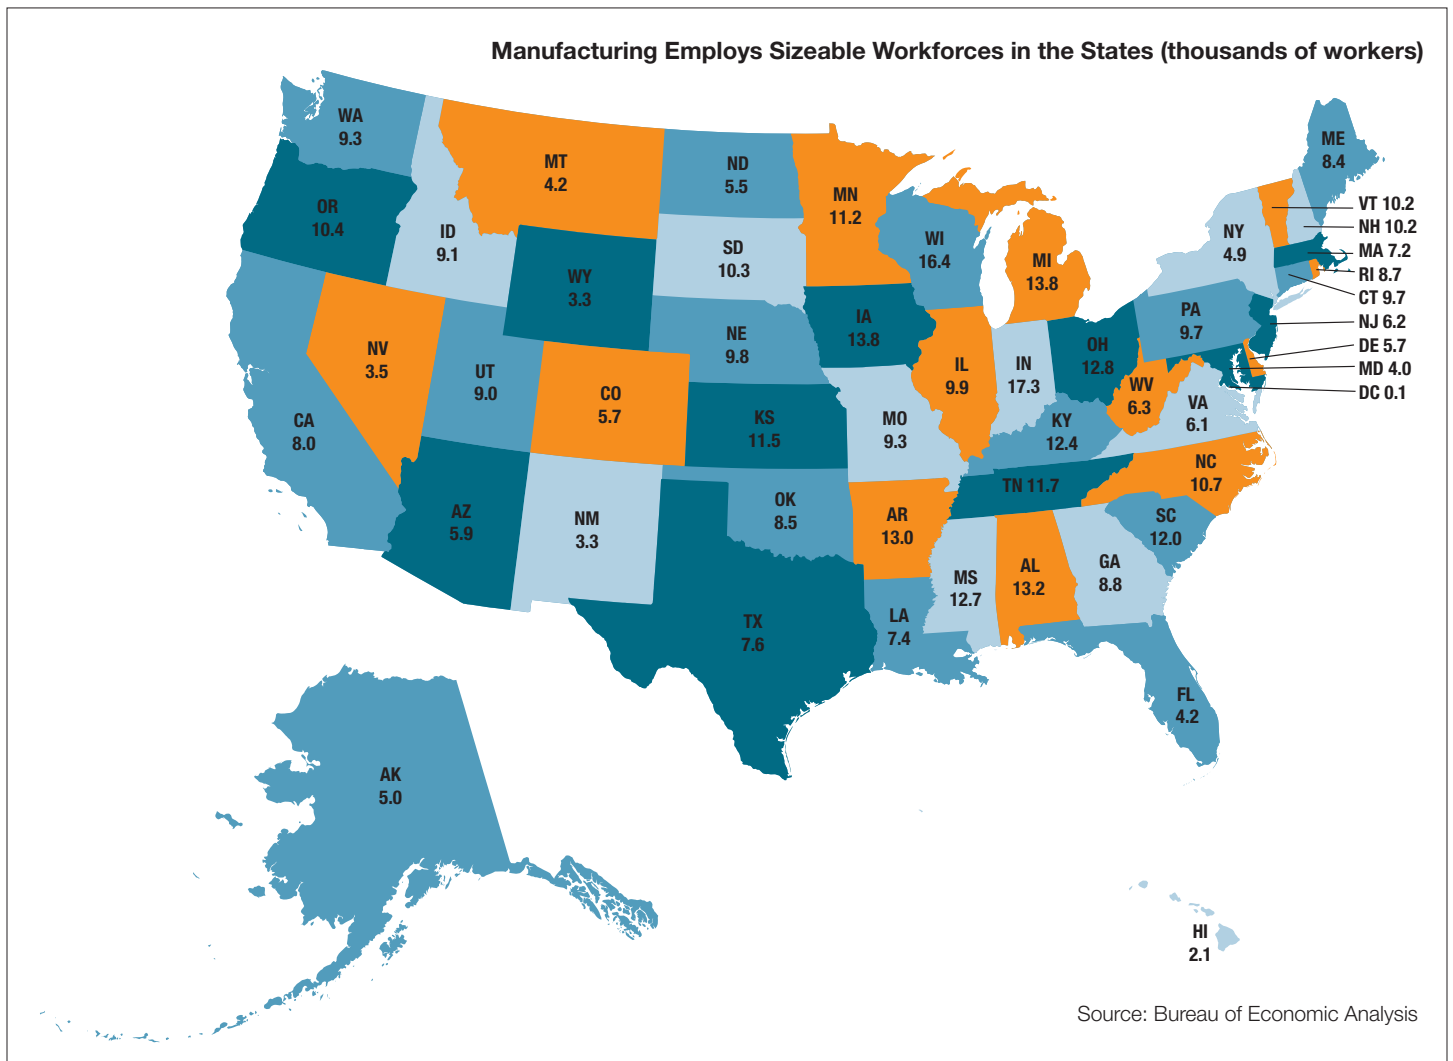 Manufacturing Employs Sizeable Workforces in the States (thousands of workers)
WA
9.3
OR
10.4
ID
9.1
MT
4.2
ND
5.5
MN
11.2
SD
10.3
WY
3.3
WI
16.4
MI
13.8
NY
4.9
ME
8.4
VT 10.2
NH 10.2
MA 7.2
RI 8.7
CT 9.7
NJ 6.2
DE 5.7
MD 4.0
DC 0.1
PA
9.7
NV
3.5
UT
9.0
CO
5.7
NE
9.8
IA
13.8
IL
9.9
IN
17.3
OH
12.8
WV
6.3
VA
6.1
CA
8.0
KS
11.5
MO
9.3
KY
12.4
NC
10.7
TN 11.7
AZ
5.9
NM
3.3
OK
8.5
AR
13.0
SC
12.0
MS
12.7
AL
13.2
GA
8.8
TX
7.6
LA
7.4
FL
4.2
AK
5.0
HI
2.1
Source: Bureau of Economic Analysis